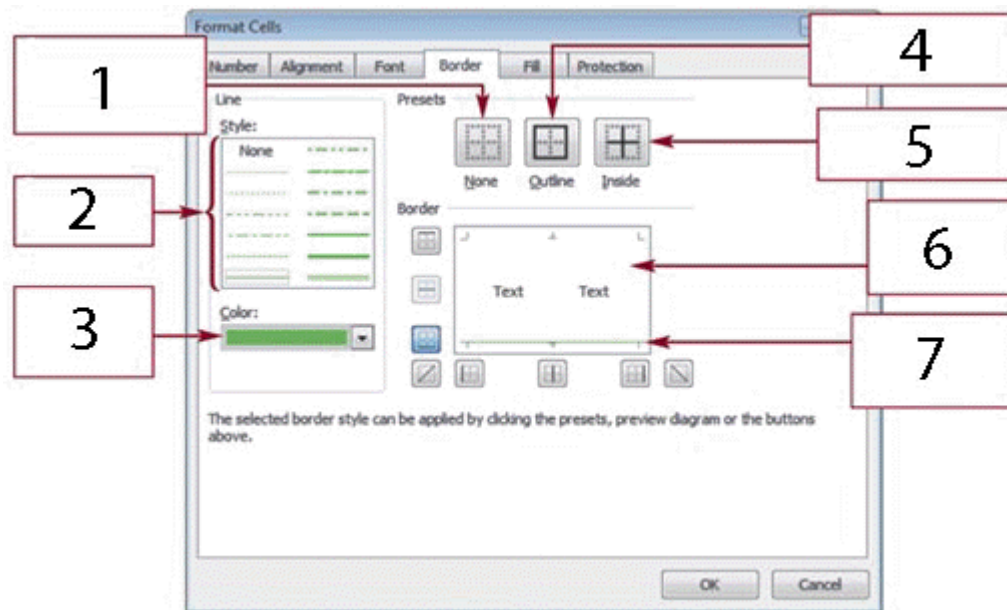 Format Cells
Number Alignment Font Border Fill Protection
1
4
Line
Presets
Style:
None
2
5
None Outline Inside
Border
6
Text Text
3
Color:
7
The selected border style can be applied by clicking the presets, preview diagram or the buttons
above.
OK Cancel